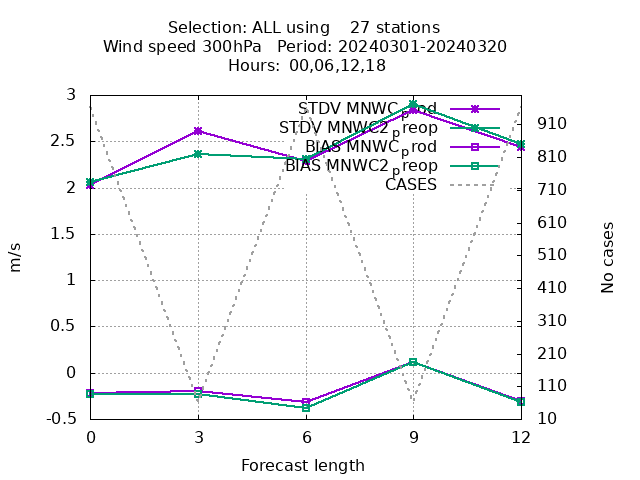 Selection: ALL using    27 stations
Wind speed 300hPa   Period: 20240301-20240320
Hours: 00,06,12,18
STDV MNWC_prod
STDV MNWC2_preop
BIAS MNWC_prod
BIAS MNWC2_preop
CASES
3
2.5
2
1.5
1
0.5
0
-0.5
m/s
910
810
710
610
510
410
310
210
110
10
No cases
0 3 6 9 12
Forecast length